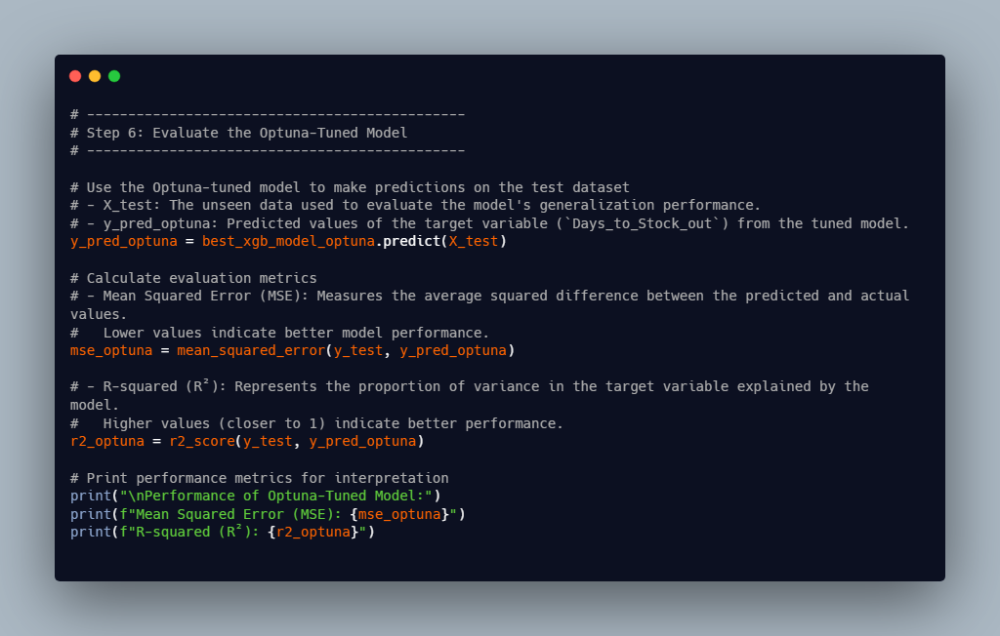 # ----------------------------------------------
# Step 6: Evaluate the Optuna-Tuned Model
# ----------------------------------------------
# Use the Optuna-tuned model to make predictions on the test dataset
# - X_test: The unseen data used to evaluate the model's generalization performance.
# - y_pred_optuna: Predicted values of the target variable (`Days_to_Stock_out`) from the tuned model.
y_pred_optuna = best_xgb_model_optuna.predict(X_test)
# Calculate evaluation metrics
# - Mean Squared Error (MSE): Measures the average squared difference between the predicted and actual
values.
#   Lower values indicate better model performance.
mse_optuna = mean_squared_error(y_test, y_pred_optuna)
# - R-squared (R²): Represents the proportion of variance in the target variable explained by the
model.
#   Higher values (closer to 1) indicate better performance.
r2_optuna = r2_score(y_test, y_pred_optuna)
# Print performance metrics for interpretation
print("\nPerformance of Optuna-Tuned Model:")
print(f"Mean Squared Error (MSE): {mse_optuna}")
print(f"R-squared (R²): {r2_optuna}")